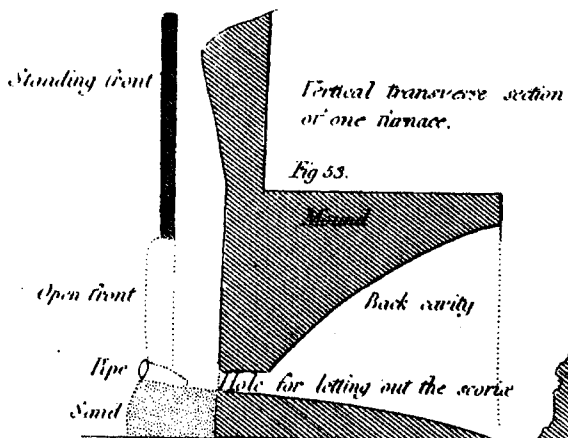 Standing front
Vertical transverse section
of one furnace.
Fig 53.
Mound
Open front
Back cavity
Pipe
Hole for letting out the scoriæ
Sand